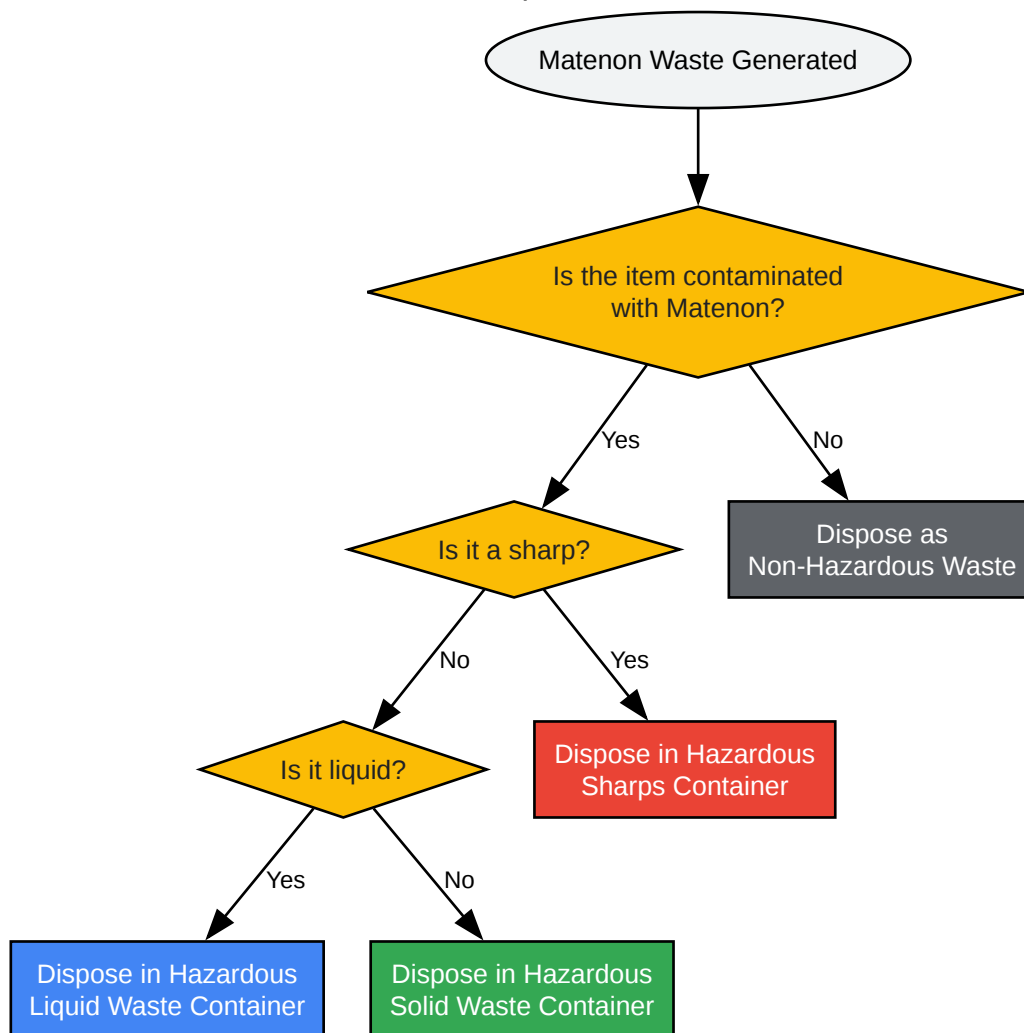 Matenon Waste Generated
Is the item contaminated
with Matenon?
Yes
No
Is it a sharp?
Dispose as
Non-Hazardous Waste
No
Yes
Is it liquid?
Dispose in Hazardous
Sharps Container
Yes
No
Dispose in Hazardous
Liquid Waste Container
Dispose in Hazardous
Solid Waste Container